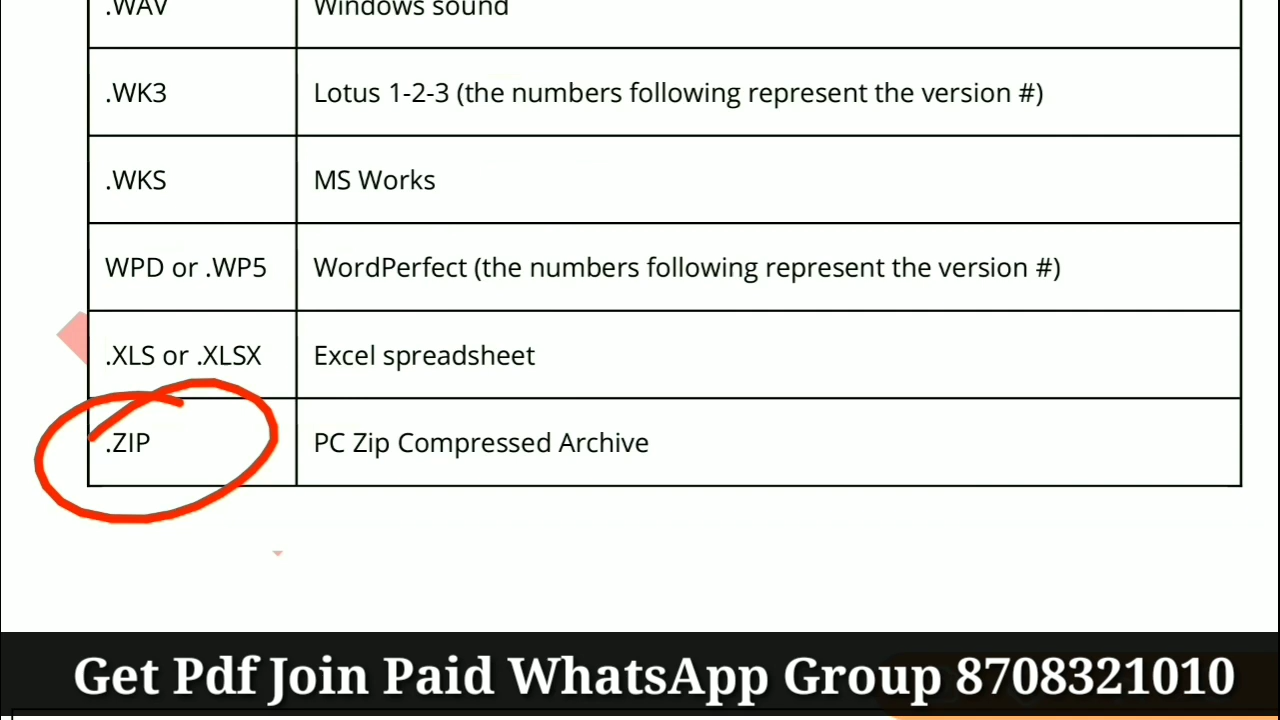 .WAV Windows sound
.WK3 Lotus 1-2-3 (the numbers following represent the version #)
.WKS MS Works
WPD or .WP5 WordPerfect (the numbers following represent the version #)
.XLS or .XLSX Excel spreadsheet
.ZIP PC Zip Compressed Archive
Get Pdf Join Paid WhatsApp Group 8708321010